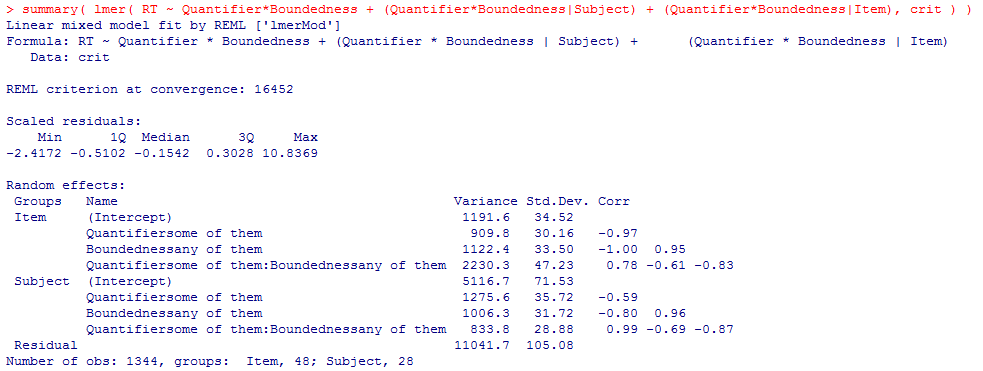 > summary( lmer( RT ~ Quantifier*Boundedness + (Quantifier*Boundedness|Subject) + (Quantifier*Boundedness|Item), crit ) )
Linear mixed model fit by REML ['lmerMod']
Formula: RT ~ Quantifier * Boundedness + (Quantifier * Boundedness | Subject) +      (Quantifier * Boundedness | Item)
   Data: crit

REML criterion at convergence: 16452

Scaled residuals:
    Min      1Q  Median      3Q     Max
-2.4172 -0.5102 -0.1542  0.3028 10.8369

Random effects:
 Groups   Name                                          Variance Std.Dev. Corr
 Item     (Intercept)                                    1191.6   34.52
          Quantifiersome of them                          909.8   30.16   -0.97
          Boundednessany of them                         1122.4   33.50   -1.00  0.95
          Quantifiersome of them:Boundednessany of them  2230.3   47.23    0.78 -0.61 -0.83
 Subject  (Intercept)                                    5116.7   71.53
          Quantifiersome of them                         1275.6   35.72   -0.59
          Boundednessany of them                         1006.3   31.72   -0.80  0.96
          Quantifiersome of them:Boundednessany of them   833.8   28.88    0.99 -0.69 -0.87
 Residual                                               11041.7  105.08
Number of obs: 1344, groups:  Item, 48; Subject, 28